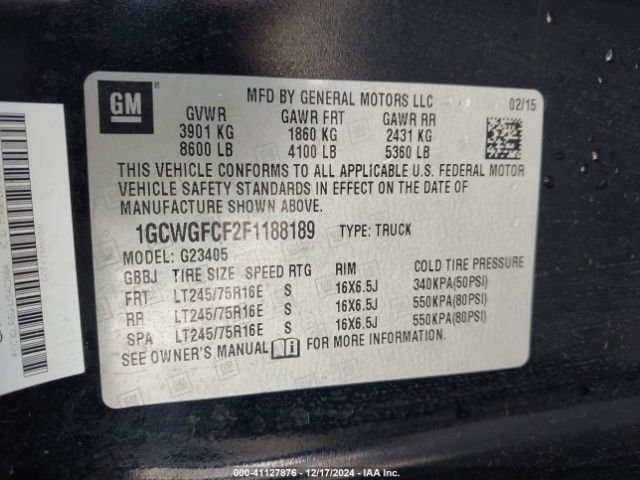 GM
MFD BY GENERAL MOTORS LLC 02/15
GVWR GAWR FRT GAWR RR
3901 KG 1860 KG 2431 KG
8600 LB 4100 LB 5360 LB
THIS VEHICLE CONFORMS TO ALL APPLICABLE U.S. FEDERAL MOTOR
VEHICLE SAFETY STANDARDS IN EFFECT ON THE DATE OF
MANUFACTURE SHOWN ABOVE.
1GCWGFCF2F1188189 TYPE: TRUCK
MODEL: G23405
GBBJ TIRE SIZE SPEED RTG RIM COLD TIRE PRESSURE
FRT LT245/75R16E S 16X6.5J 340KPA(50PSI)
RR LT245/75R16E S 16X6.5J 550KPA(80PSI)
SPA LT245/75R16E S 16X6.5J 550KPA(80PSI)
SEE OWNER'S MANUAL FOR MORE INFORMATION.
00-41127876 - 12/17/2024 - IAA Inc.